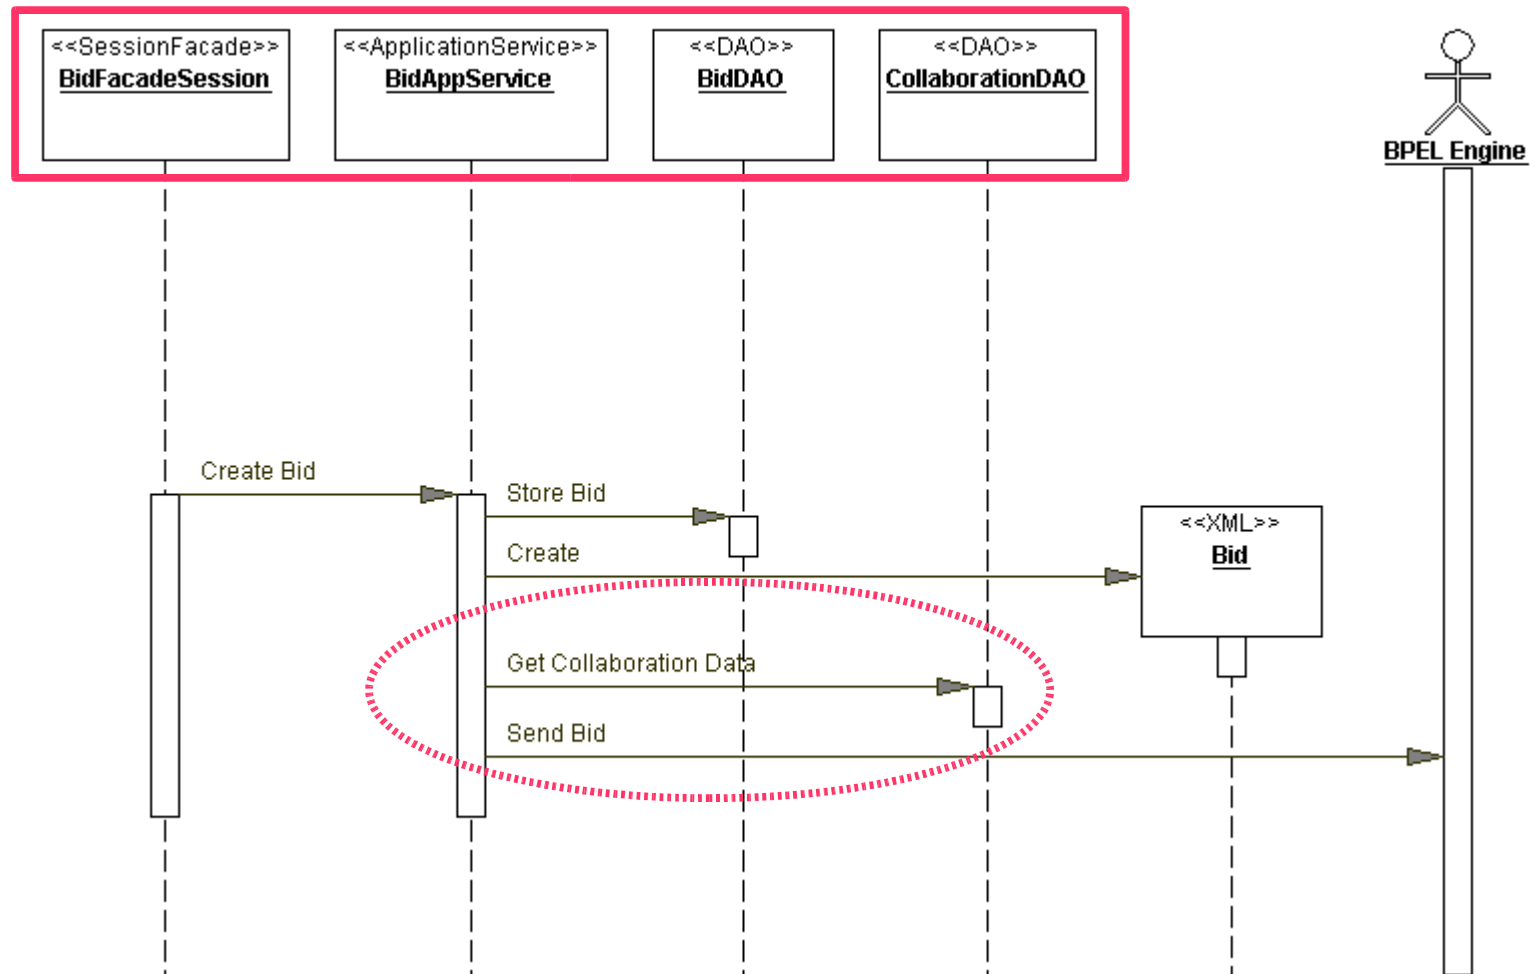 <<SessionFacade>>
BidFacadeSession
<<ApplicationService>>
BidAppService
<<DAO>>
BidDAO
<<DAO>>
CollaborationDAO
BPEL Engine
Create Bid
Store Bid
Create
<<XML>>
Bid
Get Collaboration Data
Send Bid